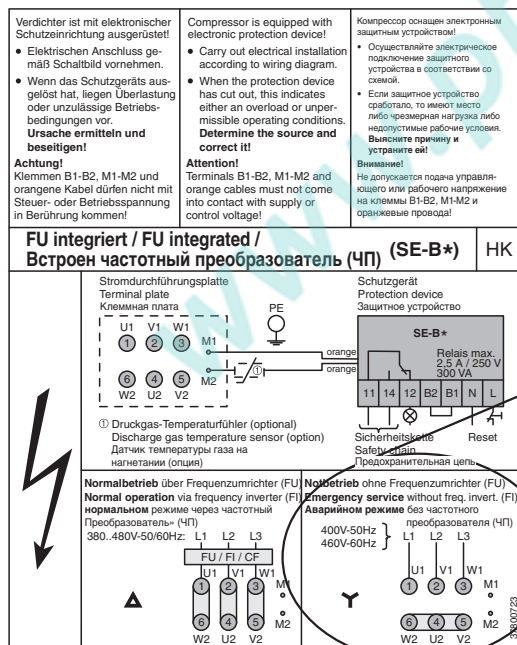 Verdichter ist mit elektronischer
Schutzeinrichtung ausgerüstet!
• Elektrischen Anschluss ge-
mäß Schaltbild vornehmen.
• Wenn das Schutzgeräts aus-
gelöst hat, liegen Überlastung
oder unzulässige Betriebs-
bedingungen vor.
Ursache ermitteln und
beseitigen!
Achtung!
Klemmen B1-B2, M1-M2 und
orangene Kabel dürfen nicht mit
Steuer- oder Betriebsspannung
in Berührung kommen!
Compressor is equipped with
electronic protection device!
• Carry out electrical installation
according to wiring diagram.
• When the protection device
has cut out, this indicates
either an overload or unper-
missible operating conditions.
Determine the source and
correct it!
Attention!
Terminals B1-B2, M1-M2 and
orange cables must not come
into contact with supply or
control voltage!
Компрессор оснащен электронным
защитным устройством!
• Осуществляйте электрическое
подключение защитного
устройства в соответствии со
схемой.
• Если защитное устройство
сработало, то имеют место
либо чрезмерная нагрузка либо
недопустимые рабочие условия.
Выясните причину и
устраните ей!
Внимание!
Не допускается подача управля-
ющего или рабочего напряжение
на клеммы B1-B2, M1-M2 и
оранжевые провода!
FU integriert / FU integrated /
Встроен частотный преобразователь (ЧП) (SE-B*) HK
Stromdurchführungsplatte
Terminal plate
Клеммная плата
U1 V1 W1
1 2 3 M1
6 4 5 M2
W2 U2 V2
PE
①
orange
orange
Schutzgerät
Protection device
Защитное устройство
SE-B*
Relais max.
2,5 A / 250 V
300 VA
11 14 12 B2 B1 N L
Sicherheitskette
Safety chain
Предохранительная цепь
Reset
① Druckgas-Temperaturfühler (optional)
Discharge gas temperature sensor (option)
Датчик температуры газа на
нагнетании (опция)
Normalbetrieb über Frequenzumrichter (FU)
Normal operation via frequency inverter (FI)
нормальном режиме через частотный
Преобразователь» (ЧП)
380..480V-50/60Hz: L1 L2 L3
FU / FI / CF
U1 V1 W1
1 2 3 M1
6 4 5 M2
W2 U2 V2
Notbetrieb ohne Frequenzumrichter (FU)
Emergency service without freq. invert. (FI)
Аварийном режиме без частотного
преобразователя (ЧП)
400V-50Hz
460V-60Hz
L1 L2 L3
U1 V1 W1
1 2 3 M1
6 4 5 M2
W2 U2 V2
37800723
www.p